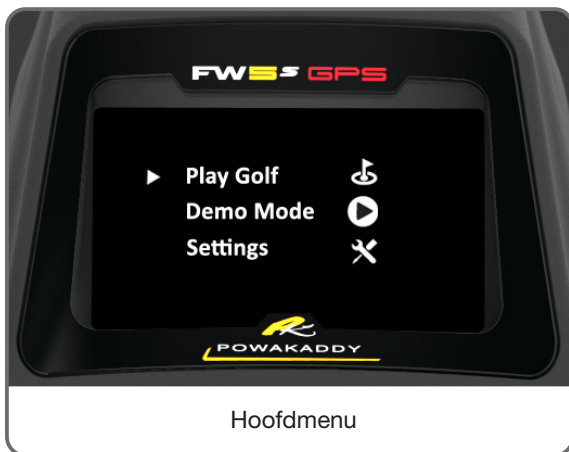 FW5s GPS
Play Golf
Demo Mode
Settings
POWAKADDY
Hoofdmenu